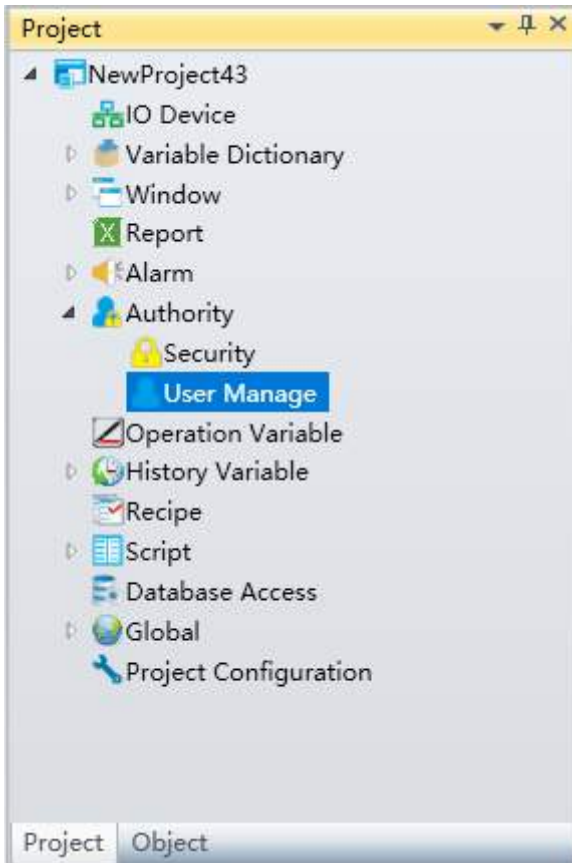 Project
NewProject43
IO Device
Variable Dictionary
Window
Report
Alarm
Authority
Security
User Manage
Operation Variable
History Variable
Recipe
Script
Database Access
Global
Project Configuration
Project Object